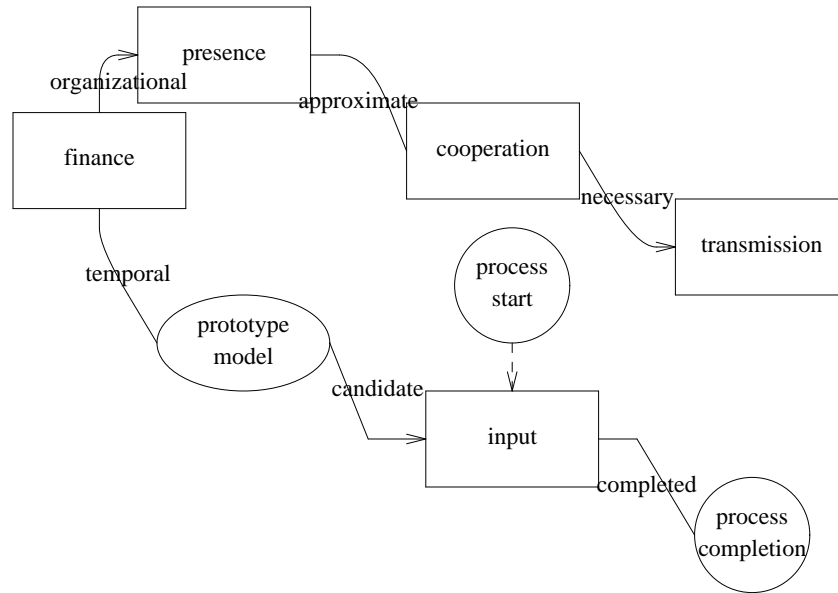 presence
organizational
approximate
finance
cooperation
necessary
transmission
temporal
process
start
prototype
model
candidate
input
completed
process
completion